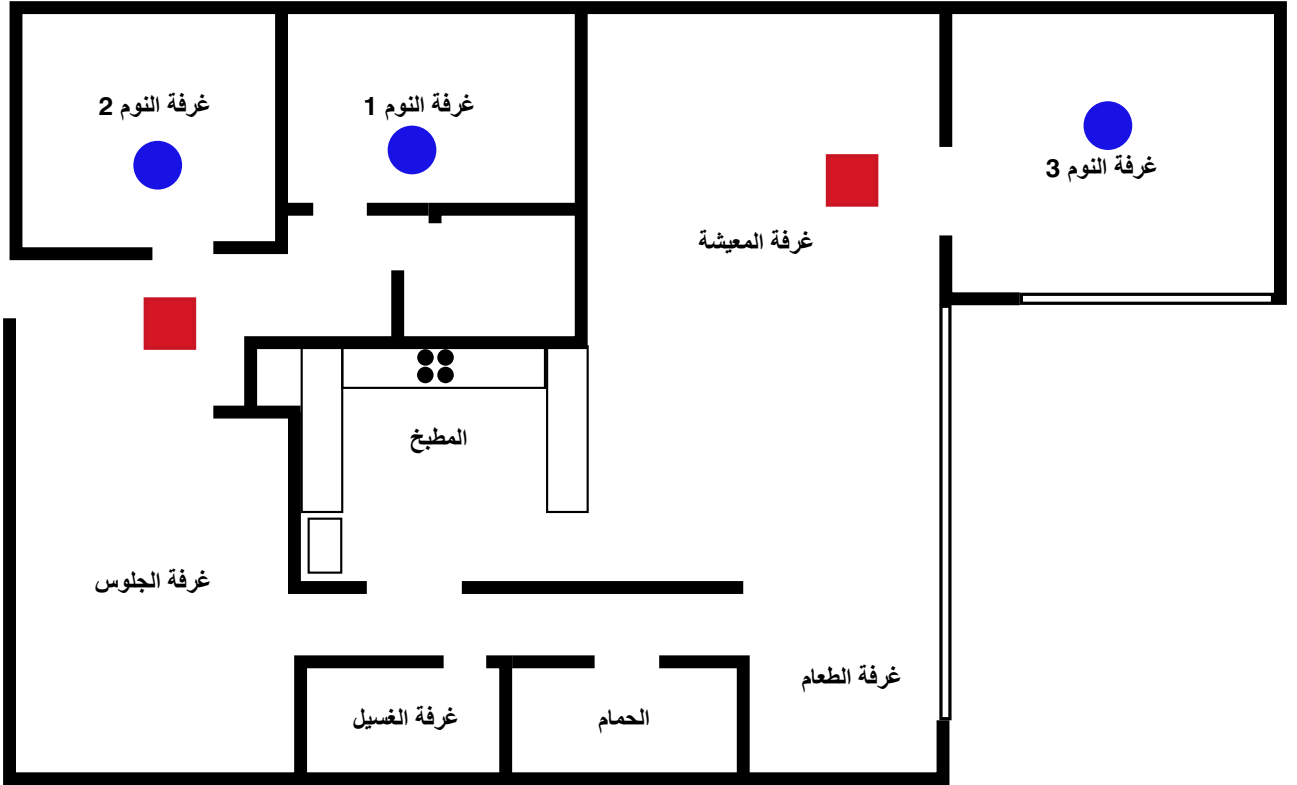 غرفة النوم 1
غرفة النوم 2
غرفة النوم 3
غرفة المعيشة
المطبخ
غرفة الجلوس
غرفة الطعام
الحمام
غرفة الغسيل